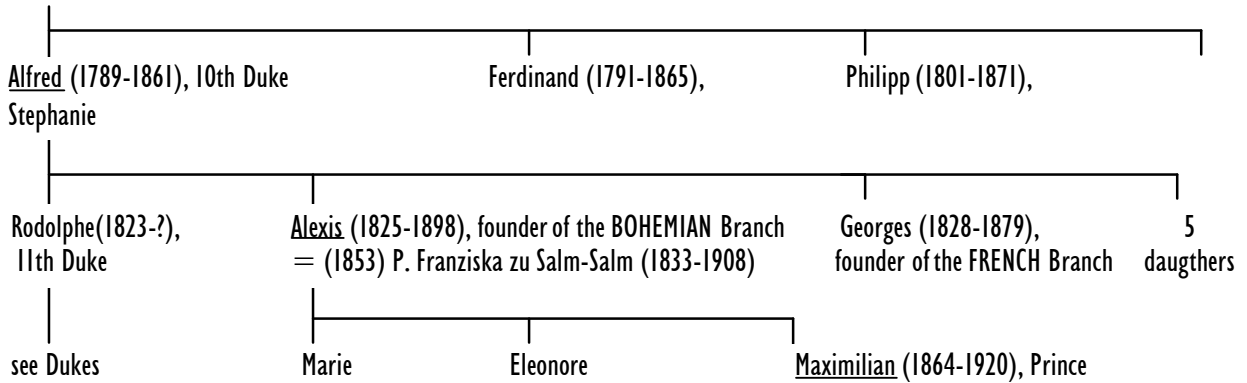 Alfred (1789-1861), 10th Duke
Stephanie
Ferdinand (1791-1865),
Philipp (1801-1871),
Rodolphe(1823-?),
11th Duke
Alexis (1825-1898), founder of the BOHEMIAN Branch
= (1853) P. Franziska zu Salm-Salm (1833-1908)
Georges (1828-1879),
founder of the FRENCH Branch
5
daugthers
see Dukes
Marie
Eleonore
Maximilian (1864-1920), Prince